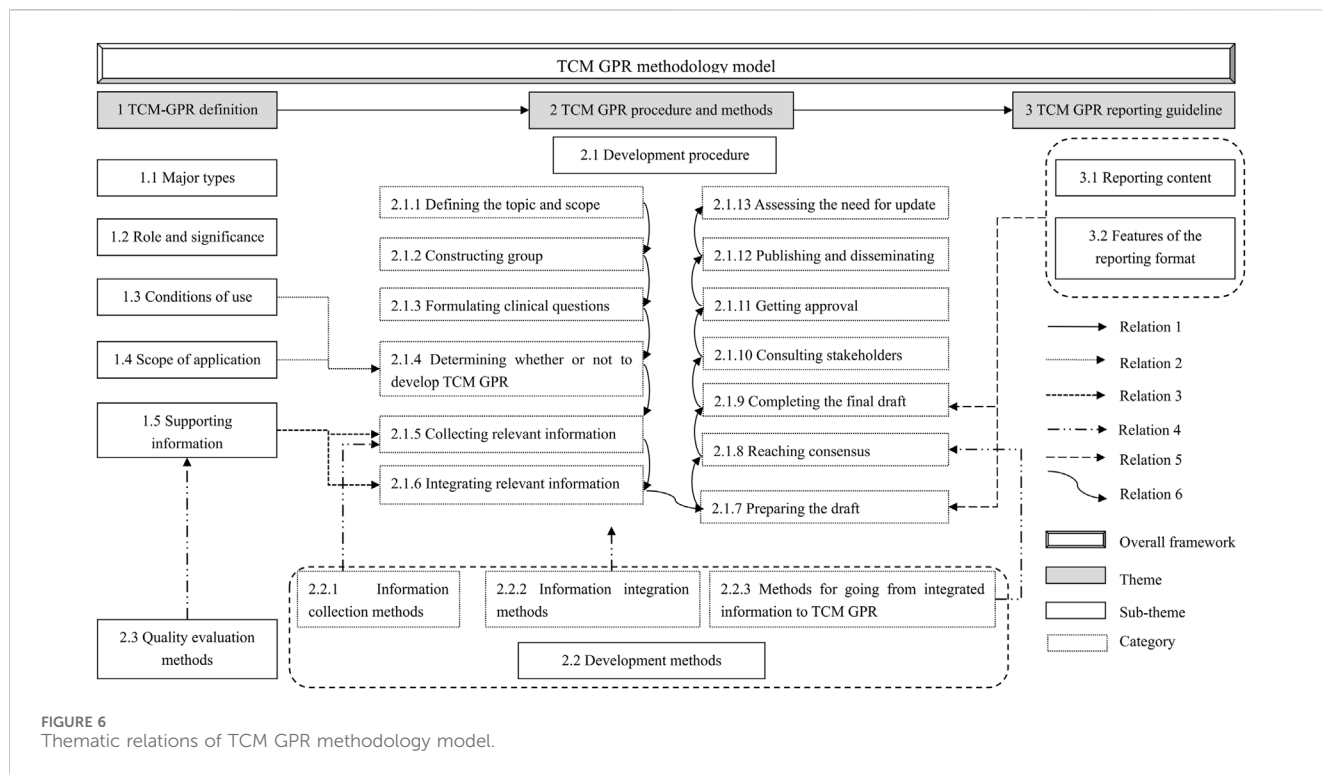 TCM GPR methodology model
1 TCM-GPR definition
2 TCM GPR procedure and methods
3 TCM GPR reporting guideline
2.1 Development procedure
1.1 Major types
1.2 Role and significance
1.3 Conditions of use
1.4 Scope of application
1.5 Supporting
information
2.3 Quality evaluation
methods
2.1.1 Defining the topic and scope
2.1.2 Constructing group
2.1.3 Formulating clinical questions
2.1.4 Determining whether or not to
develop TCM GPR
2.1.5 Collecting relevant information
2.1.6 Integrating relevant information
2.1.13 Assessing the need for update
2.1.12 Publishing and disseminating
2.1.11 Getting approval
2.1.10 Consulting stakeholders
2.1.9 Completing the final draft
2.1.8 Reaching consensus
2.1.7 Preparing the draft
2.2.1 Information
collection methods
2.2.2 Information integration
methods
2.2.3 Methods for going from integrated
information to TCM GPR
2.2 Development methods
3.1 Reporting content
3.2 Features of the
reporting format
Relation 1
Relation 2
Relation 3
Relation 4
Relation 5
Relation 6
Overall framework
Theme
Sub-theme
Category
FIGURE 6
Thematic relations of TCM GPR methodology model.